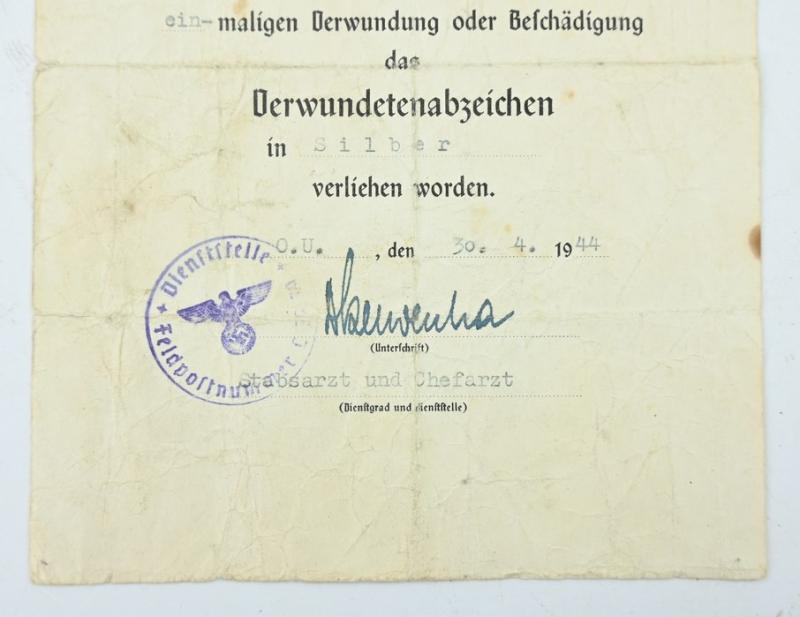 ein-maligen Verwundung oder Beschädigung
das
Verwundetenabzeichen
in Silber
verliehen worden.
O.U. , den 30. 4. 1944
(Unterschrift)
Stabsarzt und Chefarzt
(Dienstgrad und dienststelle)
Dienststelle
Feldpostnummer